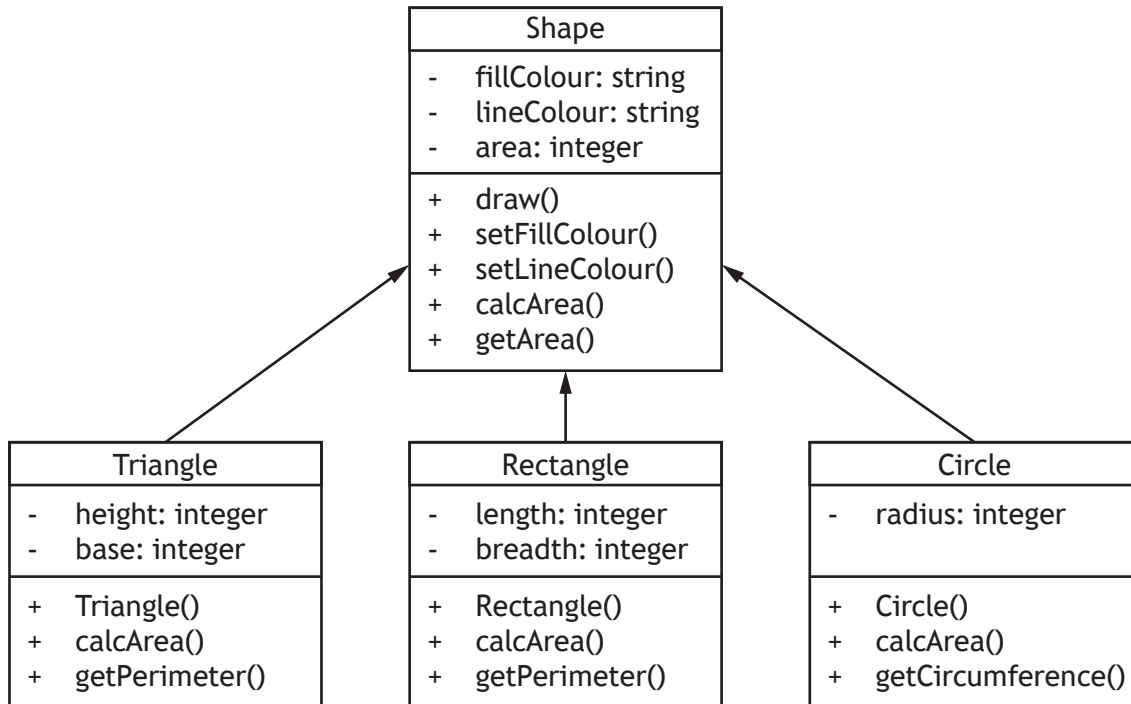 Shape
- fillColour: string
- lineColour: string
- area: integer
+ draw()
+ setFillColour()
+ setLineColour()
+ calcArea()
+ getArea()
Triangle
- height: integer
- base: integer
+ Triangle()
+ calcArea()
+ getPerimeter()
Rectangle
- length: integer
- breadth: integer
+ Rectangle()
+ calcArea()
+ getPerimeter()
Circle
- radius: integer
+ Circle()
+ calcArea()
+ getCircumference()